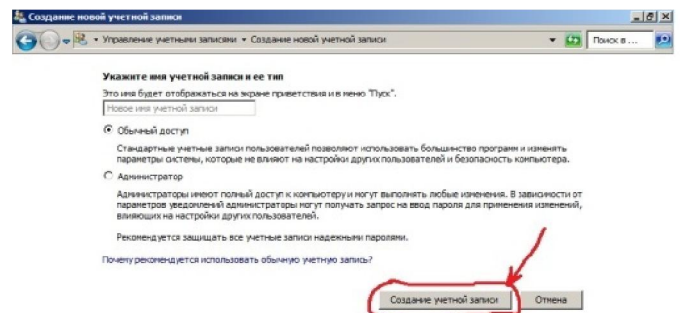 Создание новой учетной записи
Управление учетными записями • Создание новой учетной записи
Поиск в ...
Укажите имя учетной записи и ее тип
Это имя будет отображаться на экране приветствия и в меню "Пуск".
Новое имя учетной записи
Обычный доступ
Стандартные учетные записи пользователей позволяют использовать большинство программ и изменять
параметры системы, которые не влияют на настройки других пользователей и безопасность компьютера.
Администратор
Администраторы имеют полный доступ к компьютеру и могут выполнять любые изменения. В зависимости от
параметров уведомлений администраторы могут получать запрос на ввод пароля для применения изменений,
влияющих на настройки других пользователей.
Рекомендуется защищать все учетные записи надежными паролями.
Почему рекомендуется использовать обычную учетную запись?
Создание учетной записи
Отмена